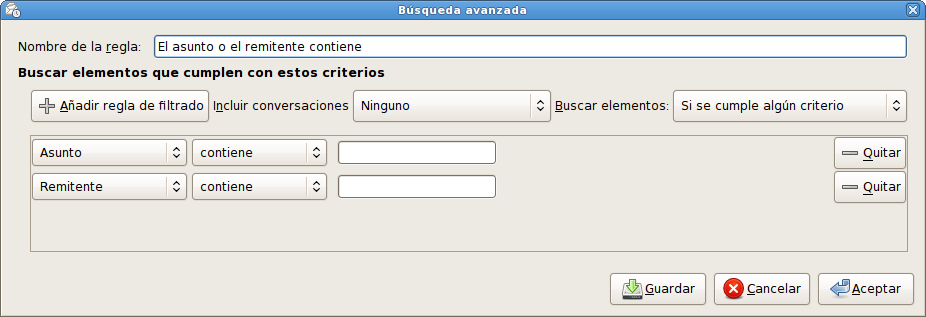 Búsqueda avanzada
Nombre de la regla: El asunto o el remitente contiene
Buscar elementos que cumplen con estos criterios
Añadir regla de filtrado Incluir conversaciones Ninguno Buscar elementos: Si se cumple algún criterio
Asunto contiene Quitar
Remitente contiene Quitar
Guardar Cancelar Aceptar